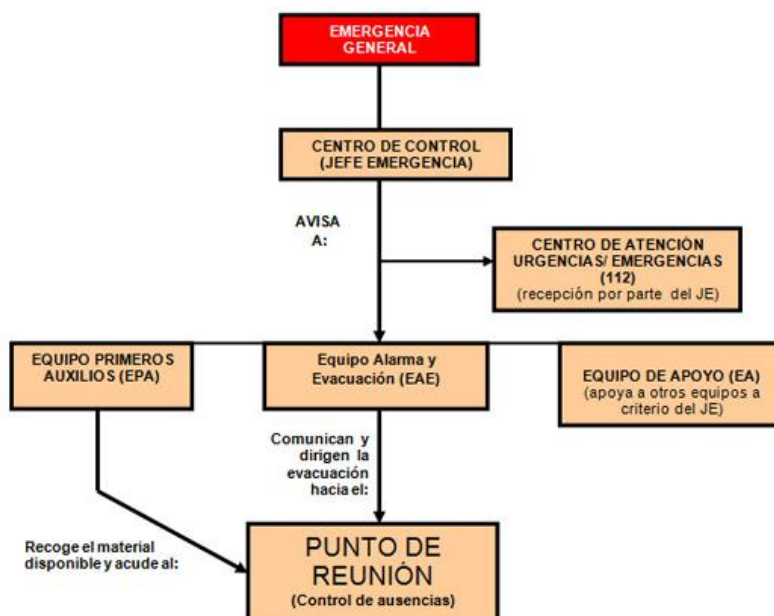 EMERGENCIA
GENERAL
CENTRO DE CONTROL
(JEFE EMERGENCIA)
AVISA
A:
CENTRO DE ATENCIÓN
URGENCIAS/ EMERGENCIAS
(112)
(recepción por parte del JE)
EQUIPO PRIMEROS
AUXILIOS (EPA)
Equipo Alarma y
Evacuación (EAE)
EQUIPO DE APOYO (EA)
(apoya a otros equipos a
criterio del JE)
Comunican y
dirigen la
evacuación
hacia el:
Recoge el material
disponible y acude al:
PUNTO DE
REUNIÓN
(Control de ausencias)